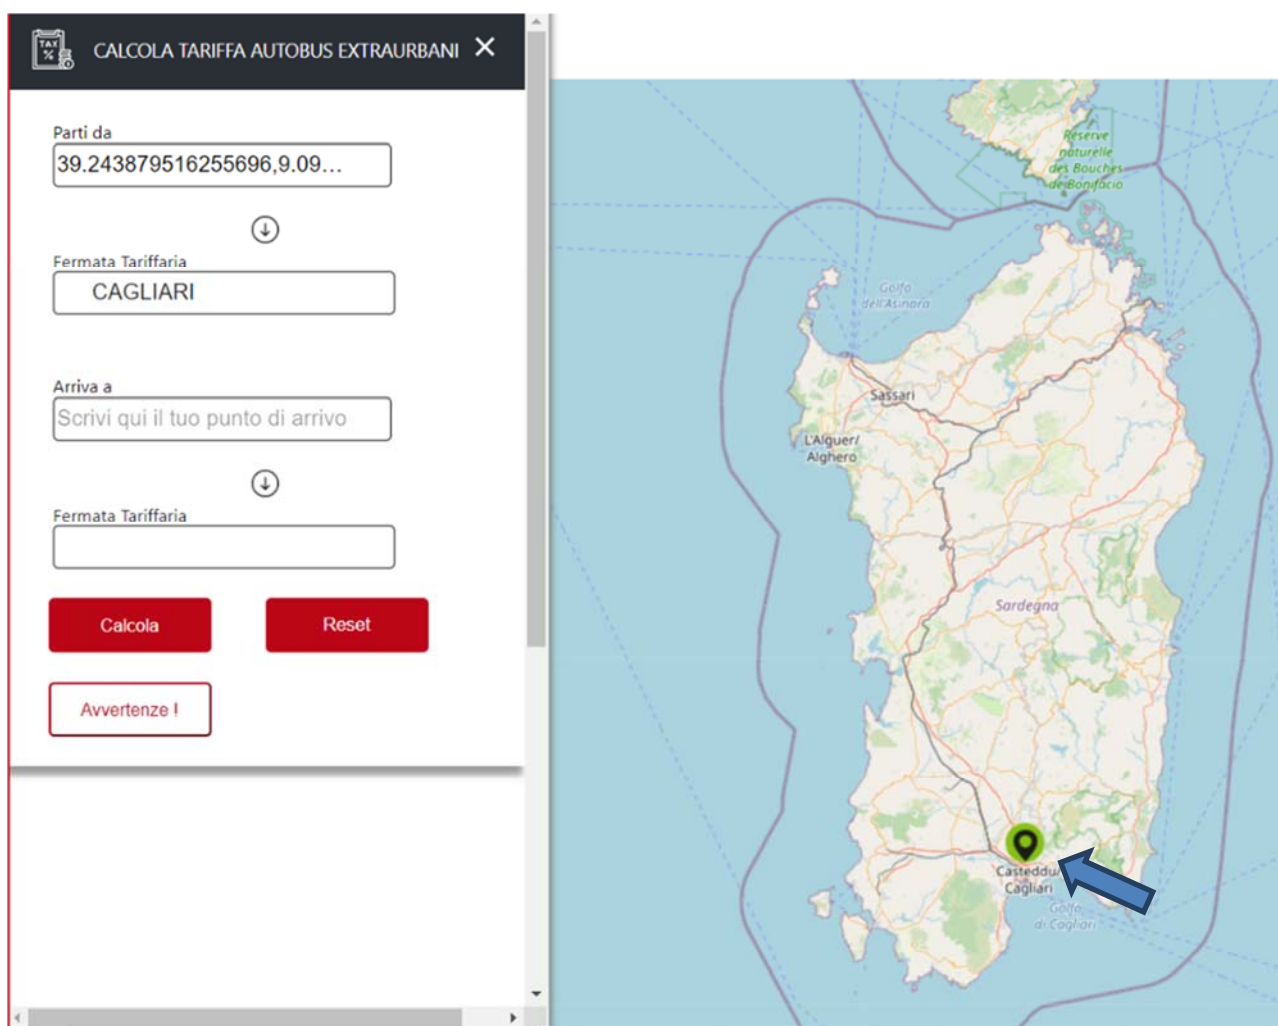 TAX
%
CALCOLA TARIFFA AUTOBUS EXTRAURBANI
Parti da
39.243879516255696,9.09...
Fermata Tariffaria
CAGLIARI
Arriva a
Scrivi qui il tuo punto di arrivo
Fermata Tariffaria
Calcola
Reset
Avvertenze !
Réserve
naturelle
des Bouches
de Bonifacio
Golfo
dell'Asinara
Sassari
L'Alguer/
Alghero
Sardegna
Casteddu/
Cagliari
Golfo
di Cagliari